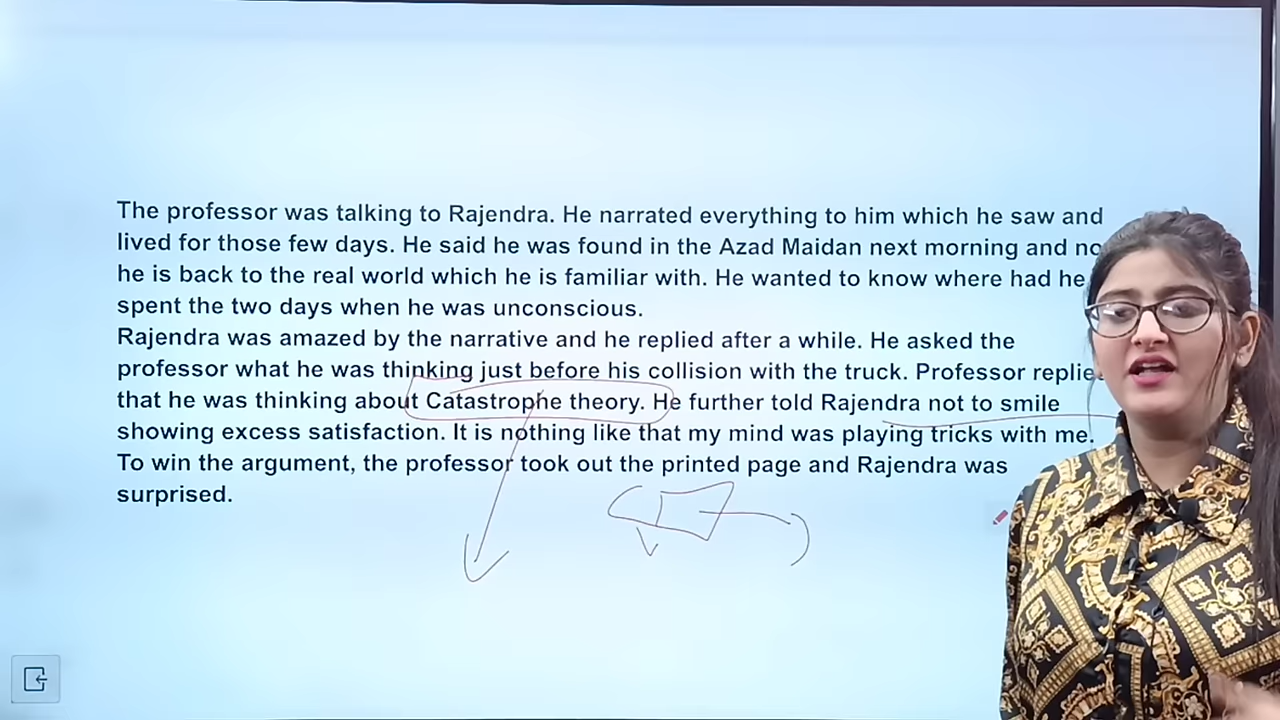 The professor was talking to Rajendra. He narrated everything to him which he saw and
lived for those few days. He said he was found in the Azad Maidan next morning and
he is back to the real world which he is familiar with. He wanted to know where had he
spent the two days when he was unconscious.
Rajendra was amazed by the narrative and he replied after a while. He asked the
professor what he was thinking just before his collision with the truck. Professor
that he was thinking about Catastrophe theory. He further told Rajendra not to smile
showing excess satisfaction. It is nothing like that my mind was playing tricks with me.
To win the argument, the professor took out the printed page and Rajendra was
surprised.